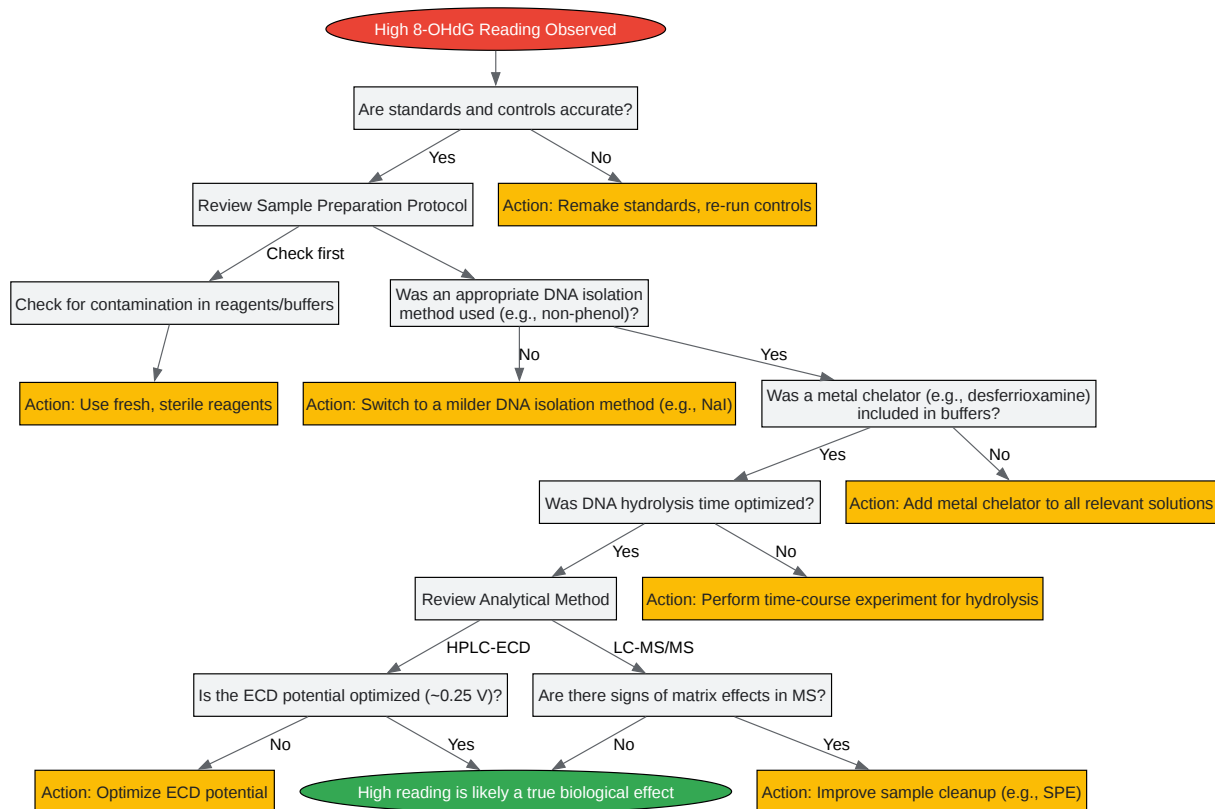 High 8-OHdG Reading Observed
Are standards and controls accurate?
Yes
No
Review Sample Preparation Protocol
Action: Remake standards, re-run controls
Check first
Check for contamination in reagents/buffers
Was an appropriate DNA isolation
method used (e.g., non-phenol)?
No
Yes
Action: Use fresh, sterile reagents
Action: Switch to a milder DNA isolation method (e.g., NaI)
Was a metal chelator (e.g., desferrioxamine)
included in buffers?
Yes
No
Was DNA hydrolysis time optimized?
Action: Add metal chelator to all relevant solutions
Yes
No
Review Analytical Method
Action: Perform time-course experiment for hydrolysis
HPLC-ECD
LC-MS/MS
Is the ECD potential optimized (~0.25 V)?
Are there signs of matrix effects in MS?
No
Yes
No
Yes
Action: Optimize ECD potential
High reading is likely a true biological effect
Action: Improve sample cleanup (e.g., SPE)